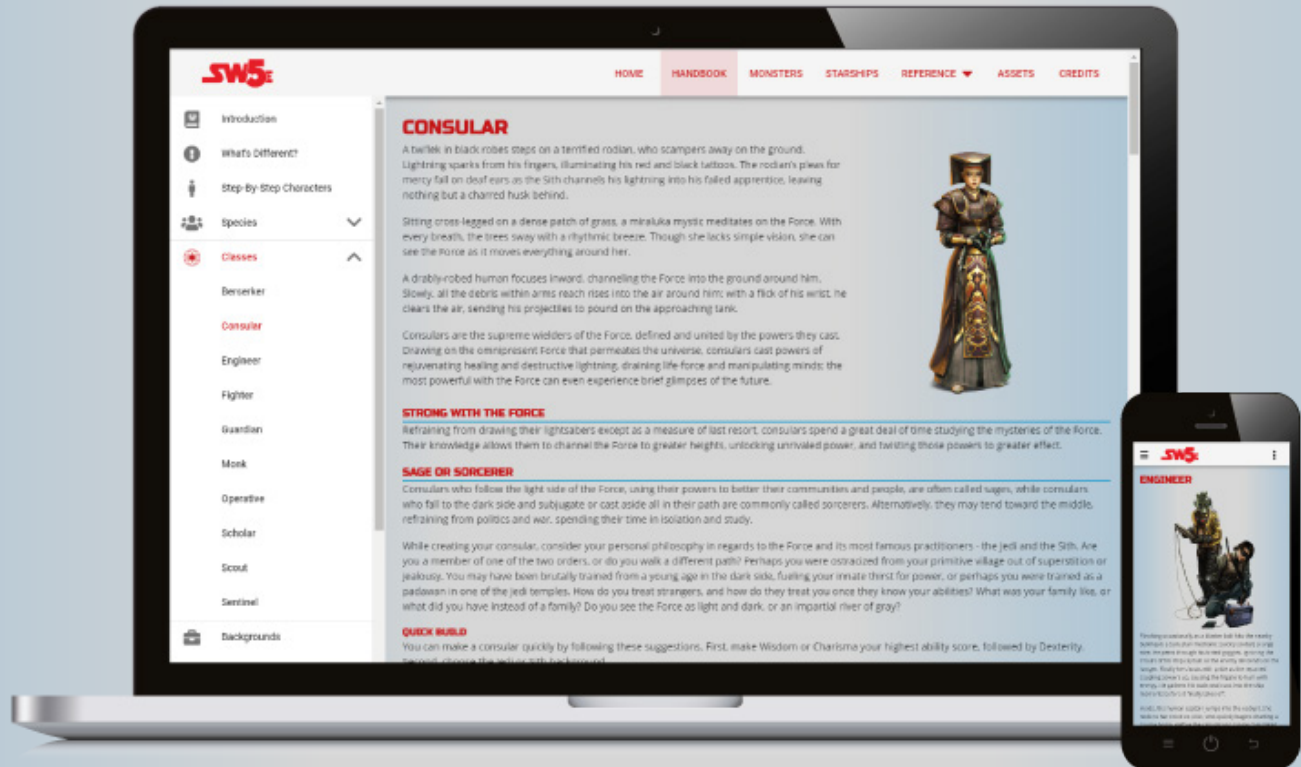 SW5E
HOME HANDBOOK MONSTERS STARSHIPS REFERENCE ASSETS CREDITS
Introduction
What's Different?
Step-By-Step Characters
Species
Classes
Berserker
Consular
Engineer
Fighter
Guardian
Monk
Operative
Scholar
Scout
Sentinel
Backgrounds
CONSULAR
A twi'lek in black robes steps on a terrified rodian, who scampers away on the ground.
Lightning sparks from his fingers, illuminating his red and black tattoos. The rodian's pleas for
mercy fall on deaf ears as the Sith channels his lightning into his failed apprentice, leaving
nothing but a charred husk behind.
Sitting cross-legged on a dense patch of grass, a miraluka mystic meditates on the Force. With
every breath, the trees sway with a rhythmic breeze. Though she lacks simple vision, she can
see the Force as it moves everything around her.
A drably-robed human focuses inward, channeling the Force into the ground around him.
Slowly, all the debris within arms reach rises into the air around him; with a flick of his wrist, he
clears the air, sending his projectiles to pound on the approaching tank.
Consulars are the supreme wielders of the Force, defined and united by the powers they cast.
Drawing on the omnipresent Force that permeates the universe, consulars cast powers of
rejuvenating healing and destructive lightning, draining life-force and manipulating minds; the
most powerful with the Force can even experience brief glimpses of the future.
STRONG WITH THE FORCE
Refraining from drawing their lightsabers except as a measure of last resort, consulars spend a great deal of time studying the mysteries of the Force.
Their knowledge allows them to channel the Force to greater heights, unlocking unrivaled power, and twisting those powers to greater effect.
SAGE OR SORCERER
Consulars who follow the light side of the Force, using their powers to better their communities and people, are often called sages, while consulars
who fall to the dark side and subjugate or cast aside all in their path are commonly called sorcerers. Alternatively, they may tend toward the middle,
refraining from politics and war, spending their time in isolation and study.
While creating your consular, consider your personal philosophy in regards to the Force and its most famous practitioners - the Jedi and the Sith. Are
you a member of one of the two orders, or do you walk a different path? Perhaps you were ostracized from your primitive village out of superstition or
jealousy. You may have been brutally trained from a young age in the dark side, fueling your innate thirst for power, or perhaps you were trained as a
padawan in one of the Jedi temples. How do you treat strangers, and how do they treat you once they know your abilities? What was your family like, or
what did you have instead of a family? Do you see the Force as light and dark, or an impartial river of gray?
QUICK BUILD
You can make a consular quickly by following these suggestions. First, make Wisdom or Charisma your highest ability score, followed by Dexterity.
Second, choose the Jedi or Sith background.
SW5E
ENGINEER